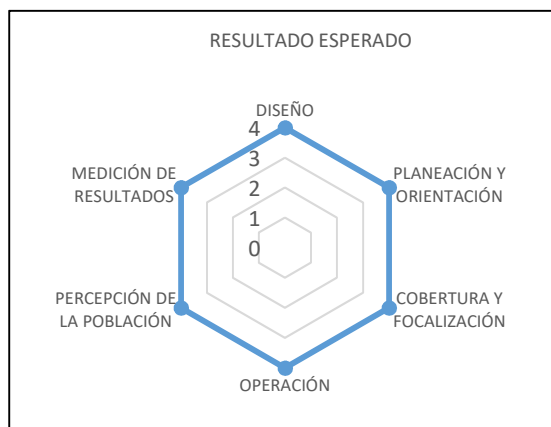 RESULTADO ESPERADO
DISEÑO
4
3
2
1
0
PLANEACIÓN Y
ORIENTACIÓN
COBERTURA Y
FOCALIZACIÓN
OPERACIÓN
PERCEPCIÓN DE
LA POBLACIÓN
MEDICIÓN DE
RESULTADOS